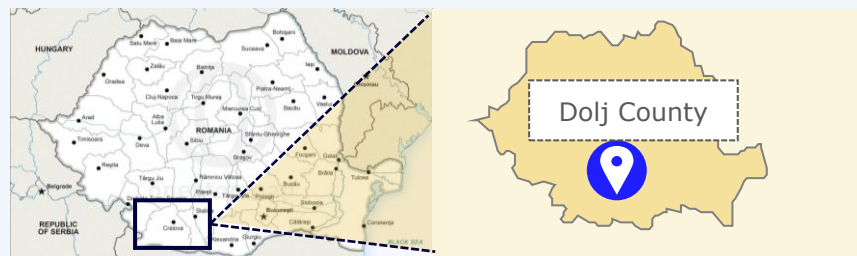 Botoșani
Satu Mare
Baia Mare
Suceava
HUNGARY
MOLDOVA
Zalău
Bistrița
Iași
Oradea
Piatra-Neamț
Cluj-Napoca
Tîrgu Mureș
Bacău
Vaslui
Miercurea Ciuc
Arad
Alba
Iulia
ROMANIA
Sfântu-Gheorghe
Timișoara
Deva
Sibiu
Brașov
Focșani
Galați
Reșița
Brăila
Tulcea
Târgu Jiu
Râmnicu Vâlcea
Buzău
Belgrade
Pitești
Ploiești
Slobozia
București
REPUBLIC
OF SERBIA
Craiova
Călărași
Constanța
Alexandria
Giurgiu
BLACK SEA
Dolj County